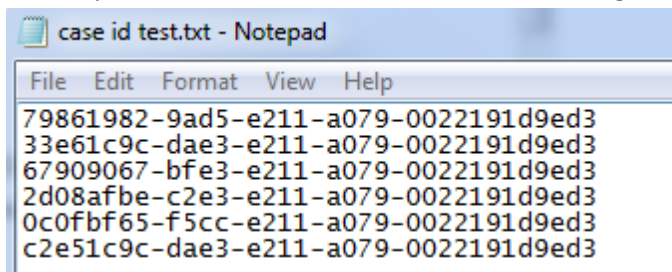 case id test.txt - Notepad
File Edit Format View Help
79861982-9ad5-e211-a079-0022191d9ed3
33e61c9c-dae3-e211-a079-0022191d9ed3
67909067-bfe3-e211-a079-0022191d9ed3
2d08afbe-c2e3-e211-a079-0022191d9ed3
0c0fbf65-f5cc-e211-a079-0022191d9ed3
c2e51c9c-dae3-e211-a079-0022191d9ed3